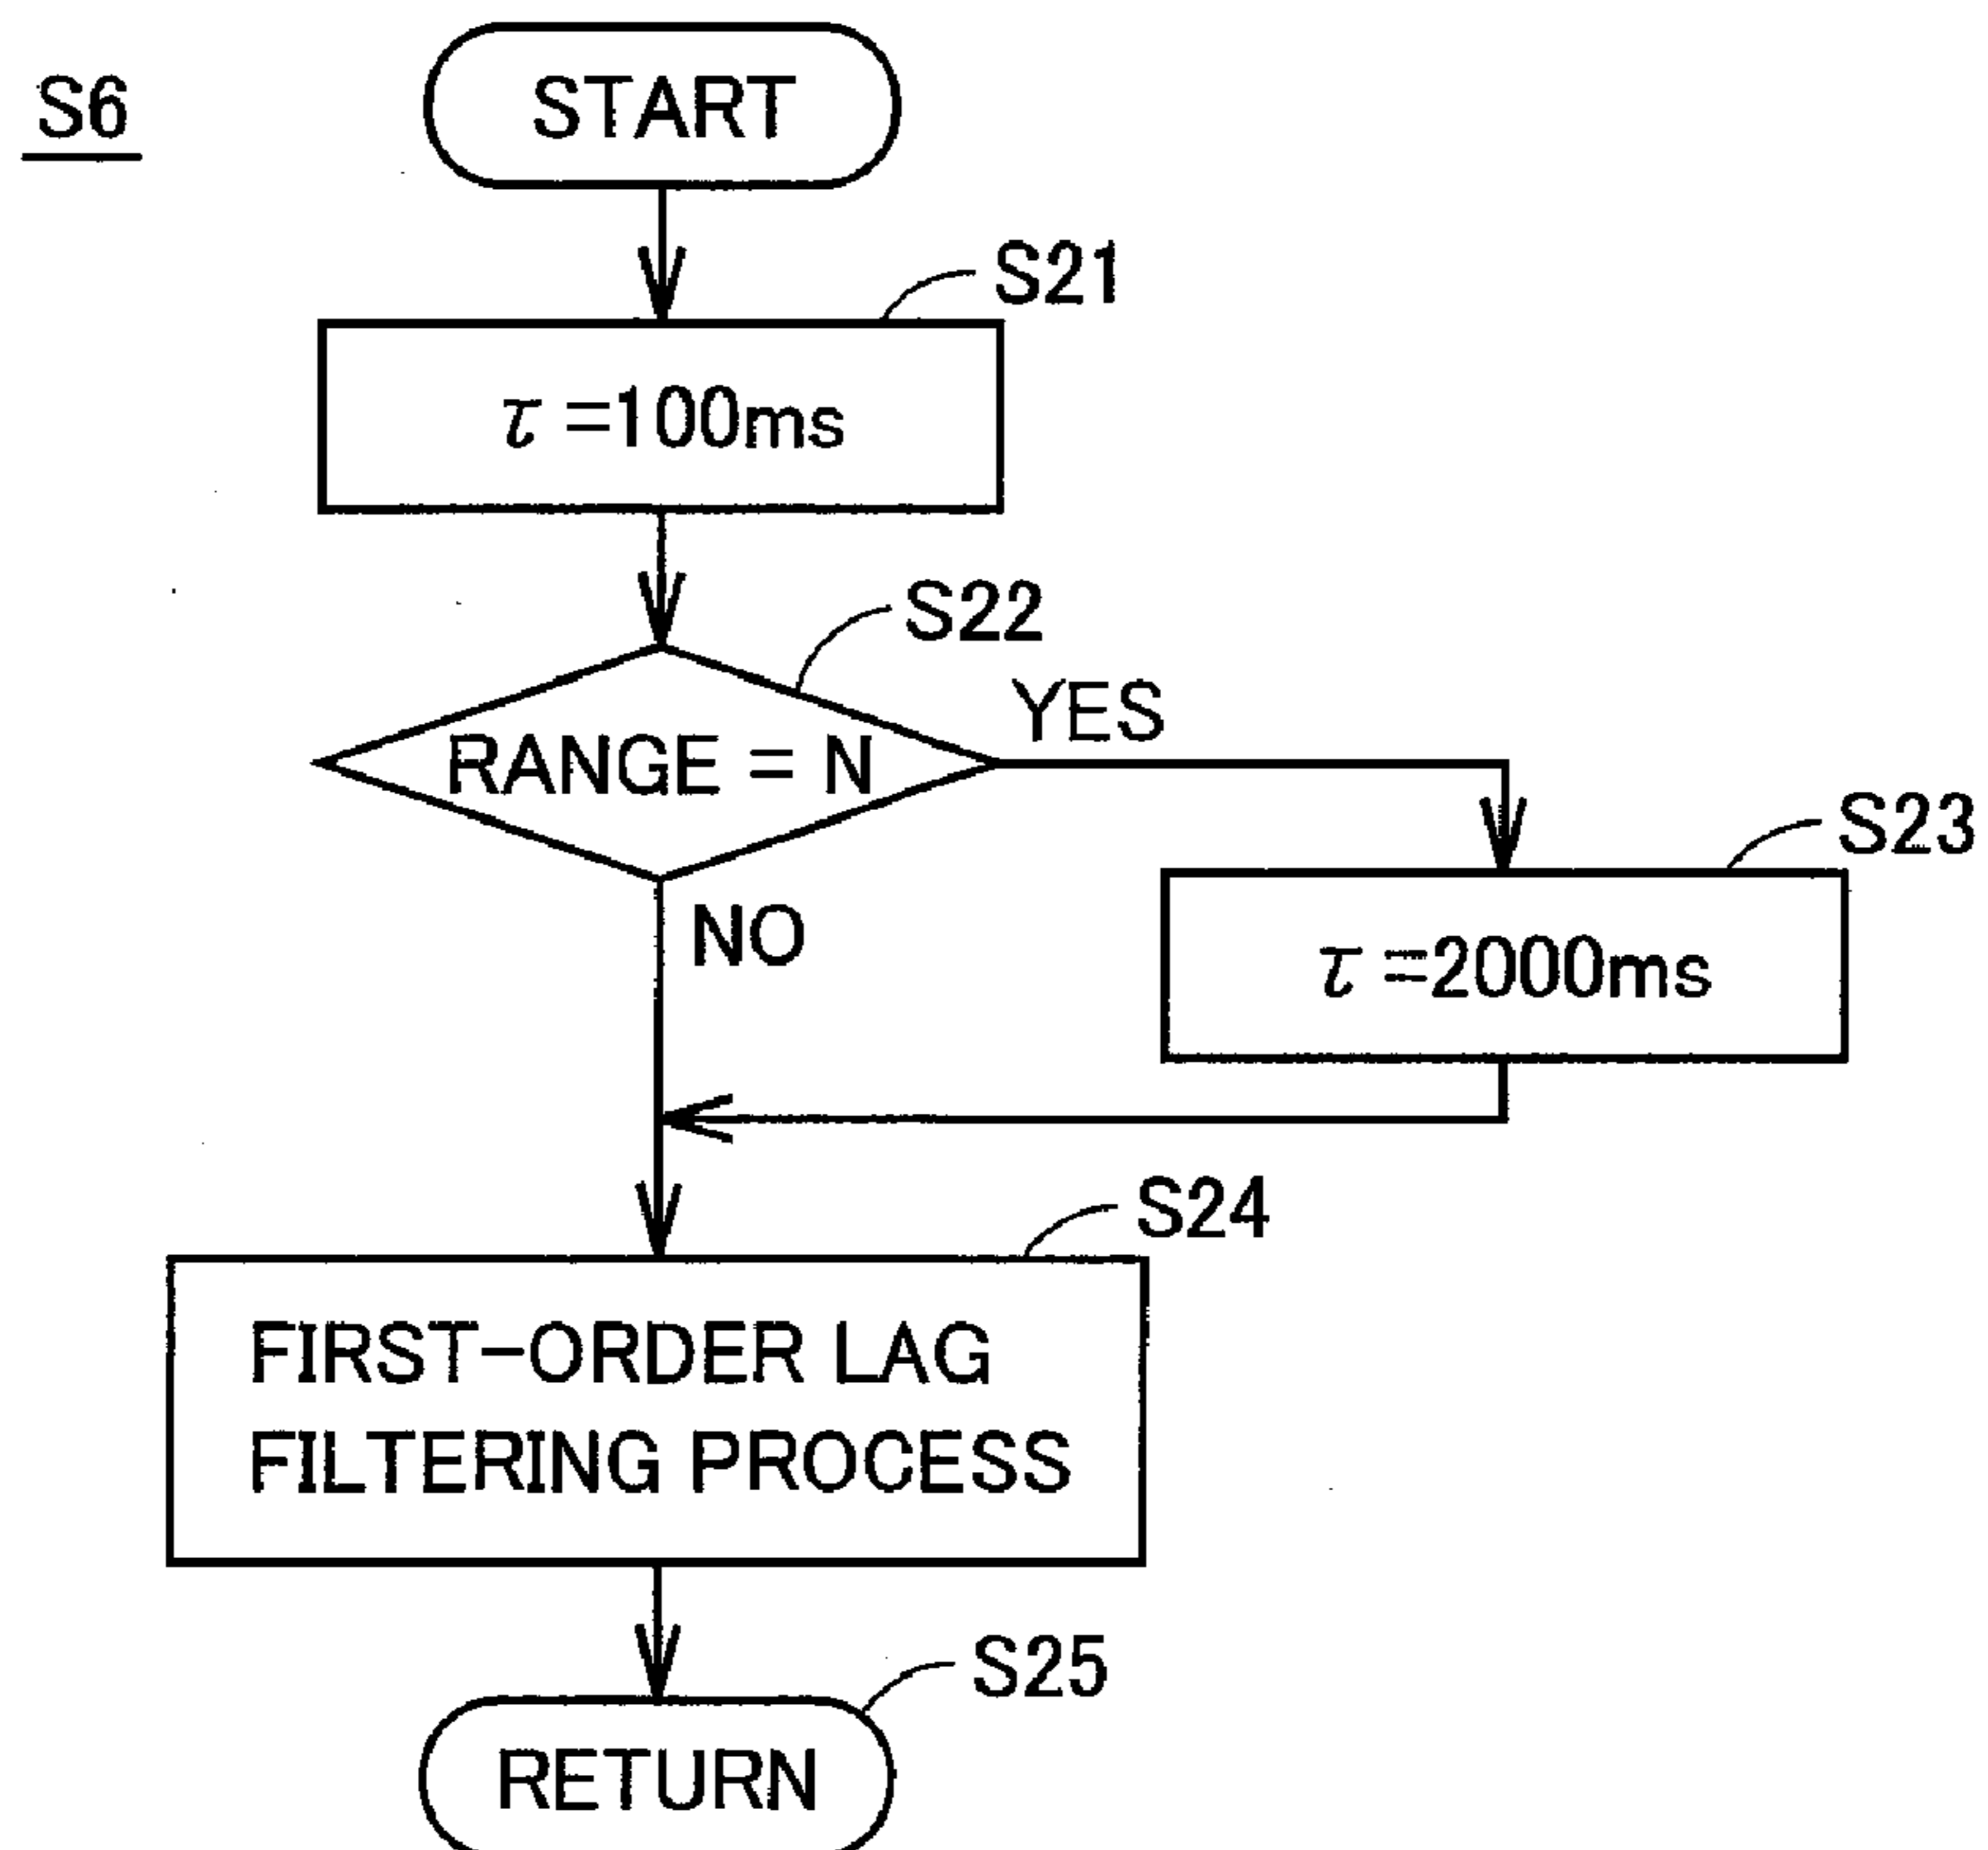 S6
START
S21
τ=100ms
S22
RANGE = N
YES
S23
NO
τ=2000ms
S24
FIRST-ORDER LAG
FILTERING PROCESS
S25
RETURN